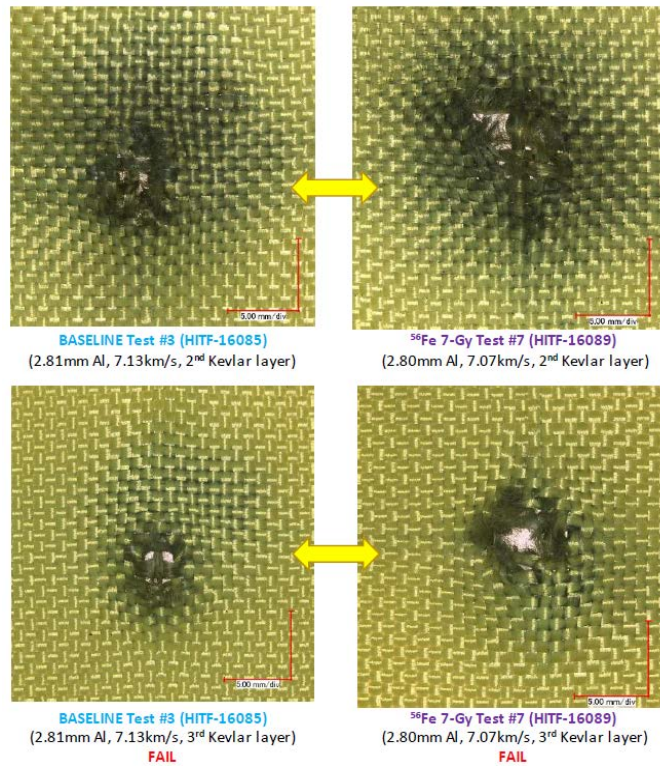 5.00 mm/div
5.00 mm/div
BASELINE Test #3 (HITF-16085)
(2.81mm Al, 7.13km/s, 2nd Kevlar layer)
56Fe 7-Gy Test #7 (HITF-16089)
(2.80mm Al, 7.07km/s, 2nd Kevlar layer)
5.00 mm/div
5.00 mm/div
BASELINE Test #3 (HITF-16085)
(2.81mm Al, 7.13km/s, 3rd Kevlar layer)
FAIL
56Fe 7-Gy Test #7 (HITF-16089)
(2.80mm Al, 7.07km/s, 3rd Kevlar layer)
FAIL